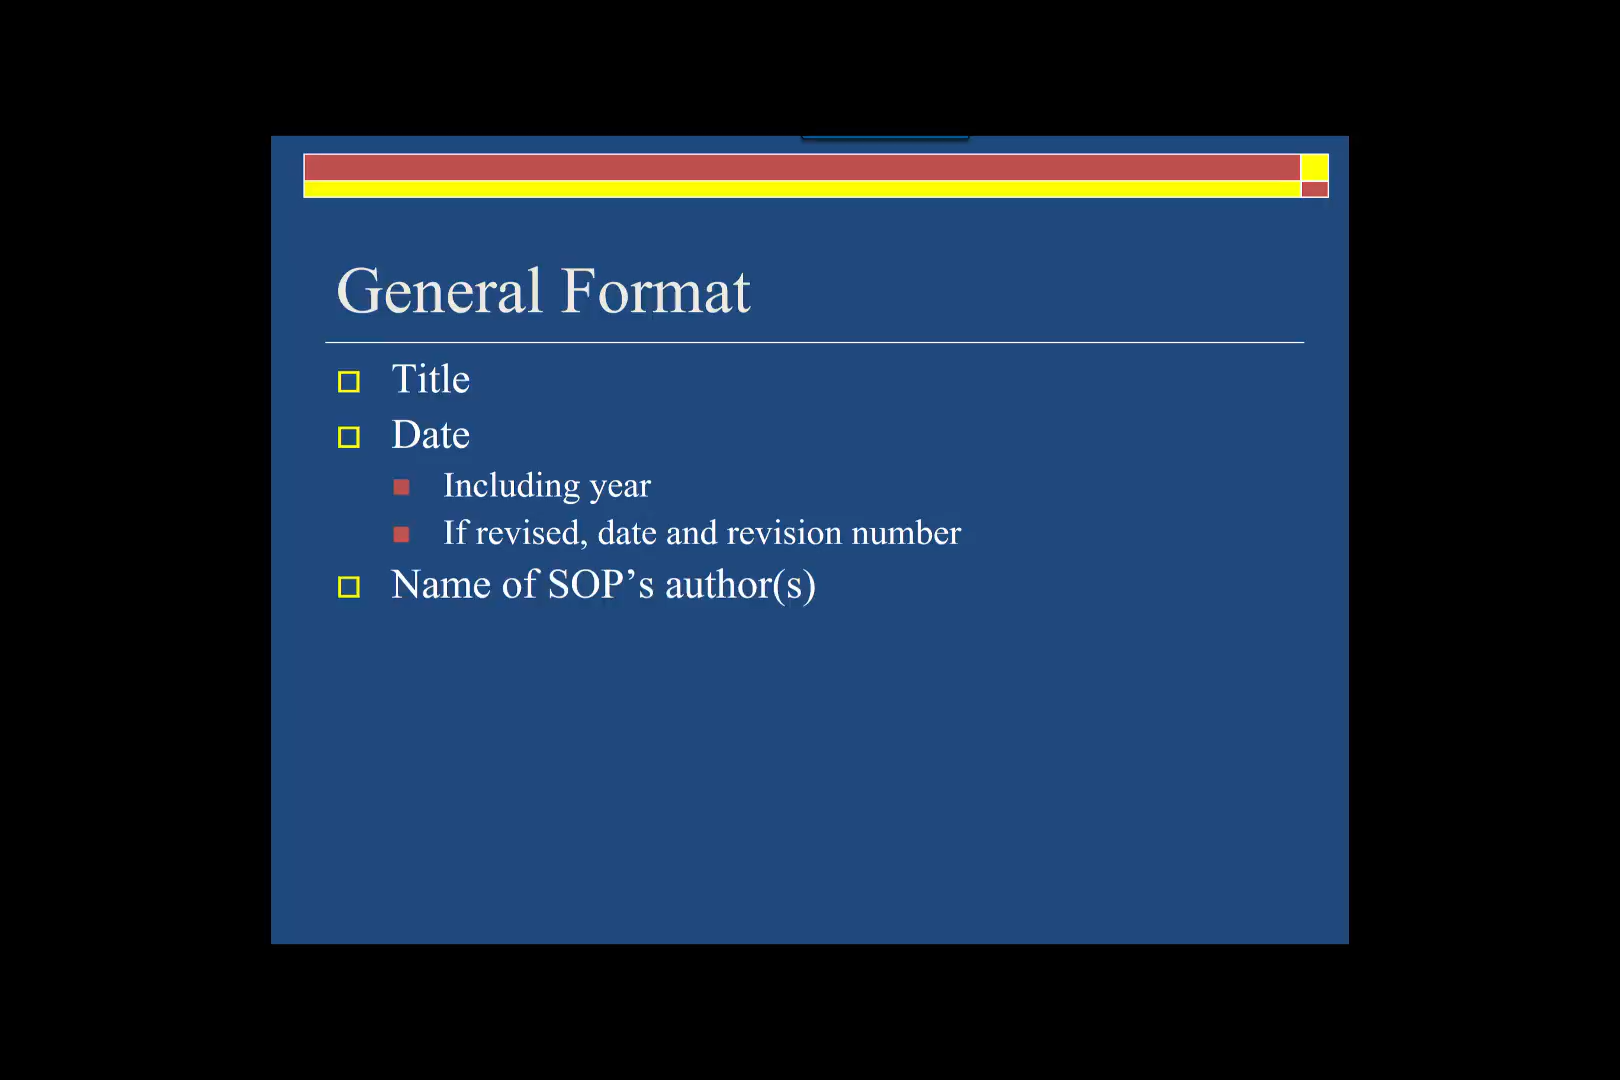 General Format
Title
Date
Including year
If revised, date and revision number
Name of SOP’s author(s)